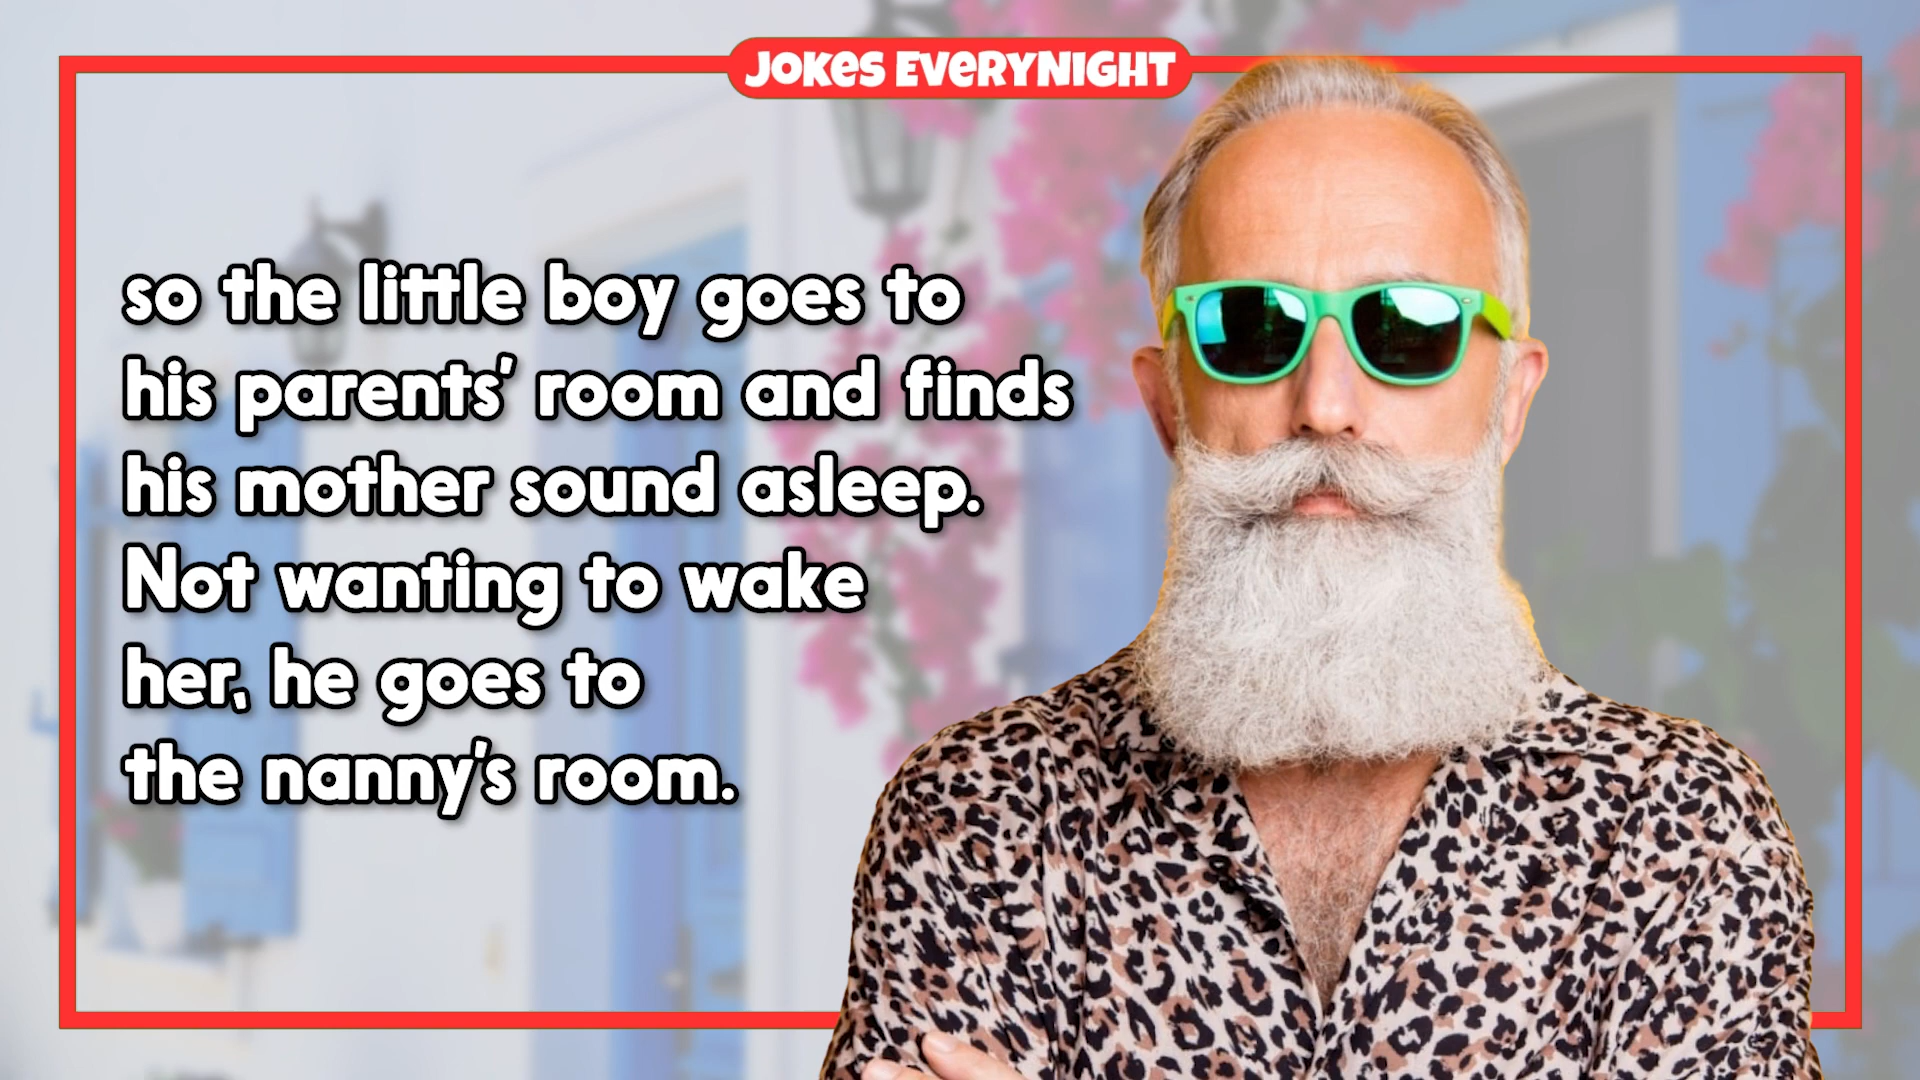 JOKES EVERYNIGHT
so the little boy goes to
his parents' room and finds
his mother sound asleep.
Not wanting to wake
her, he goes to
the nanny's room.